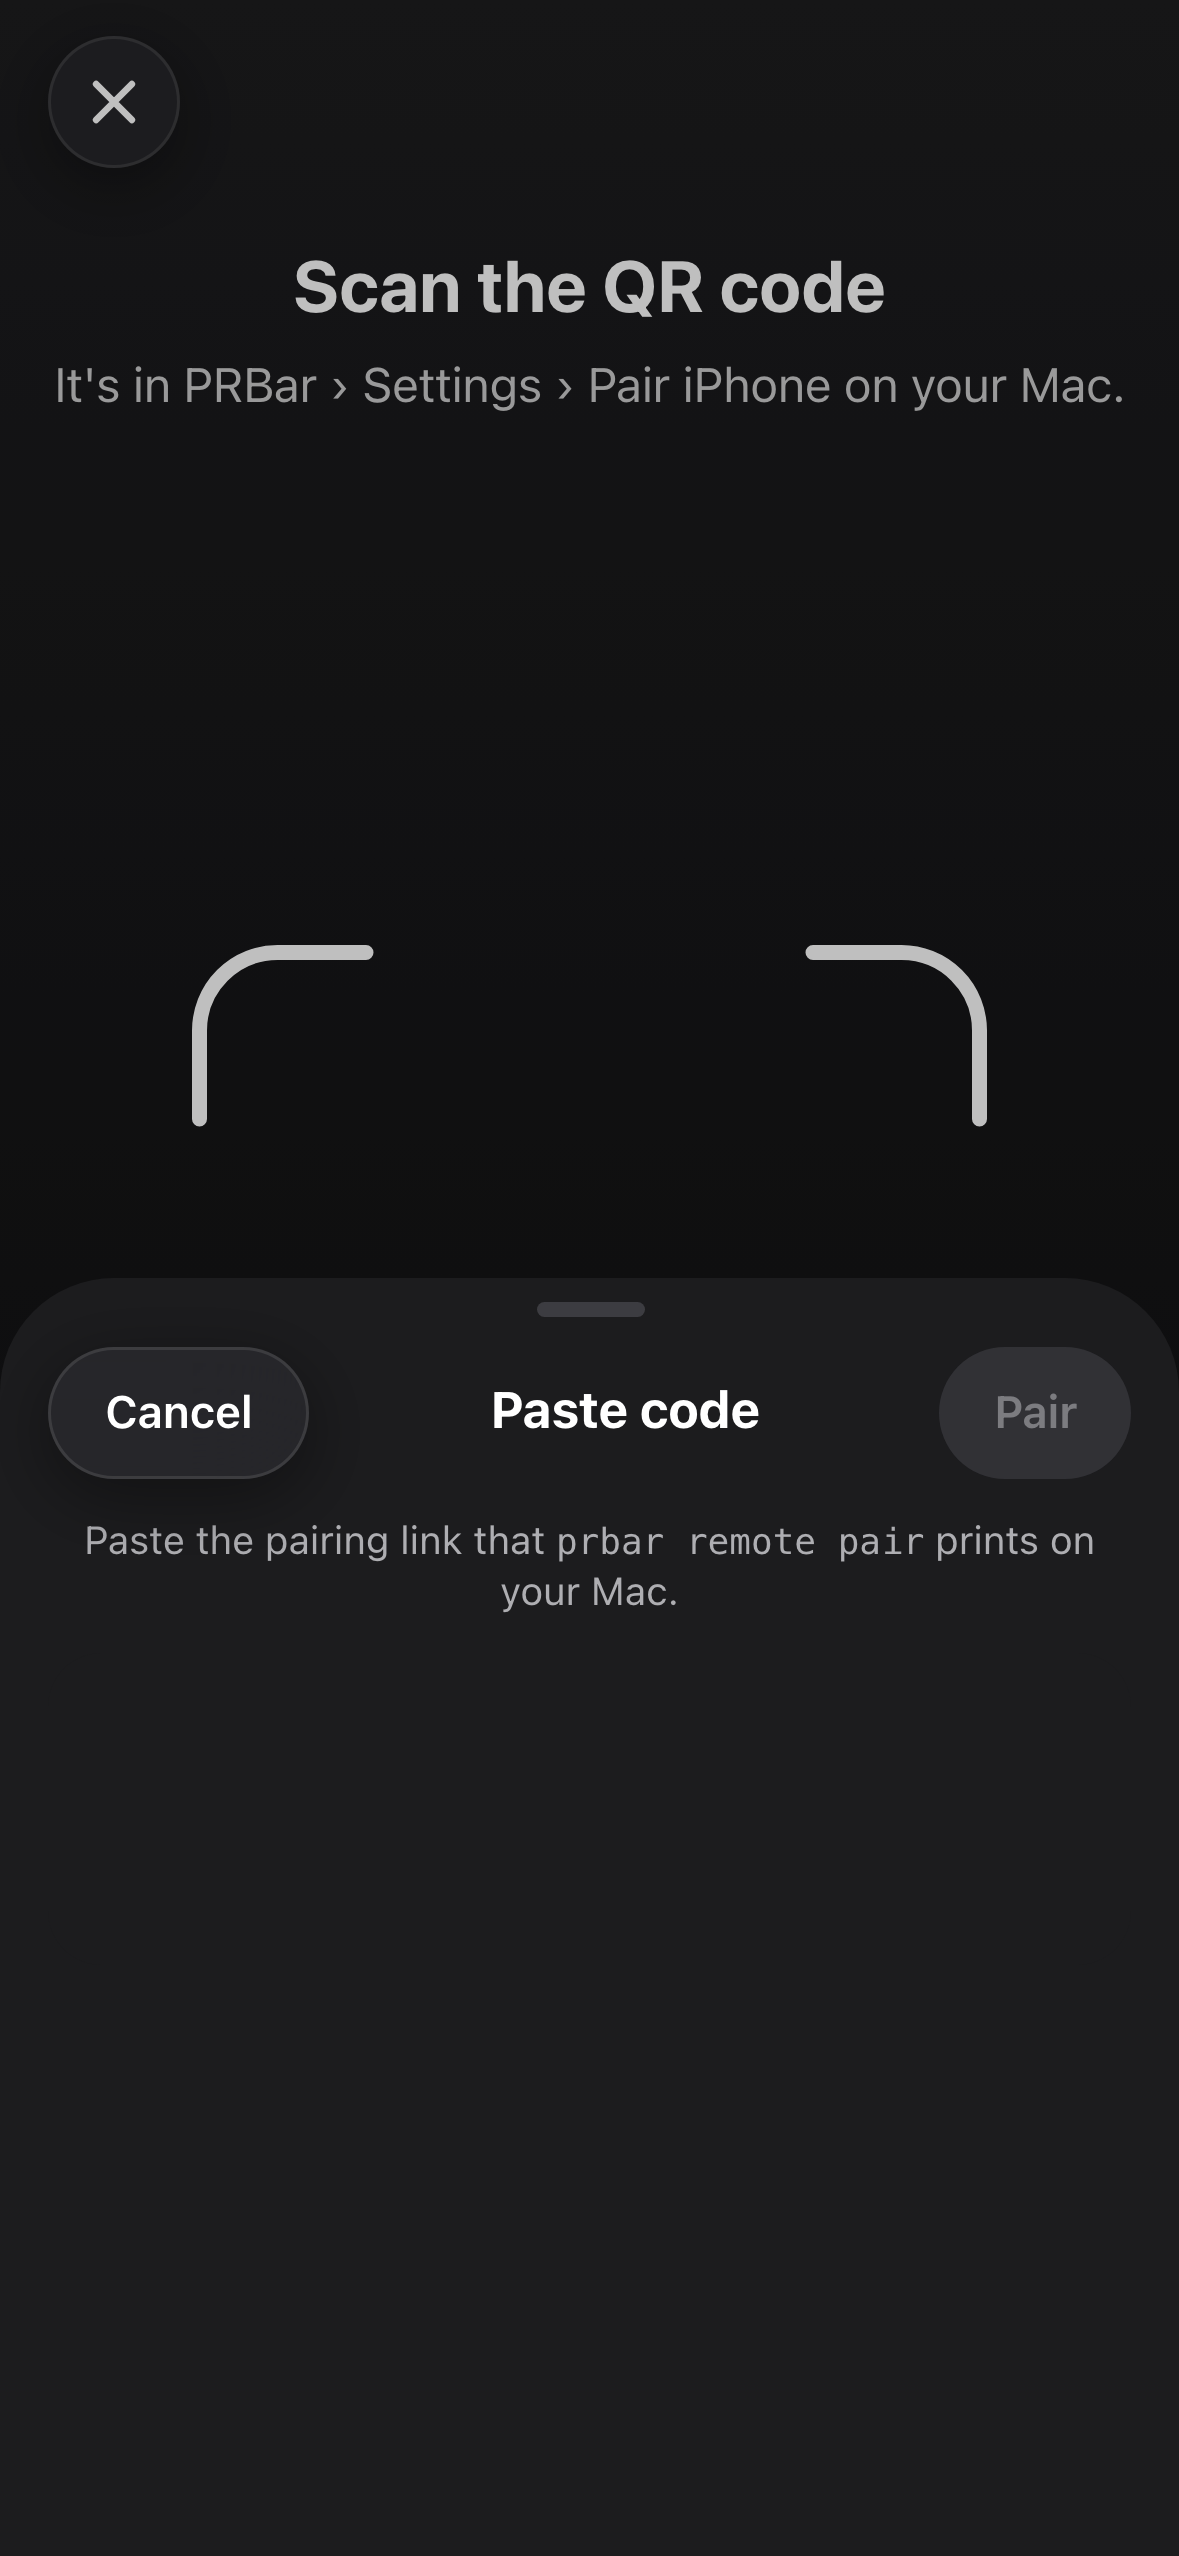 Scan the QR code
It's in PRBar › Settings › Pair iPhone on your Mac.
Cancel
Paste code
Pair
Paste the pairing link that prbar remote pair prints on
your Mac.